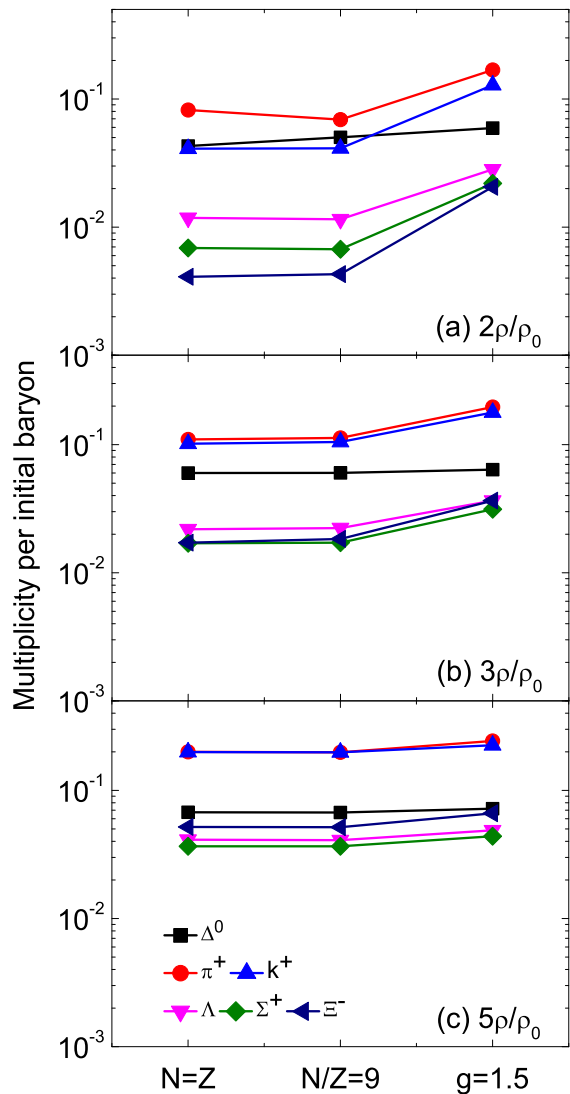 Multiplicity per initial baryon
10⁻¹
10⁻²
10⁻³
(a) 2ρ/ρ₀
10⁻¹
10⁻²
10⁻³
(b) 3ρ/ρ₀
10⁻¹
10⁻²
10⁻³
Δ⁰
π⁺ k⁺
Λ Σ⁺ Ξ⁻
(c) 5ρ/ρ₀
N=Z N/Z=9 g=1.5